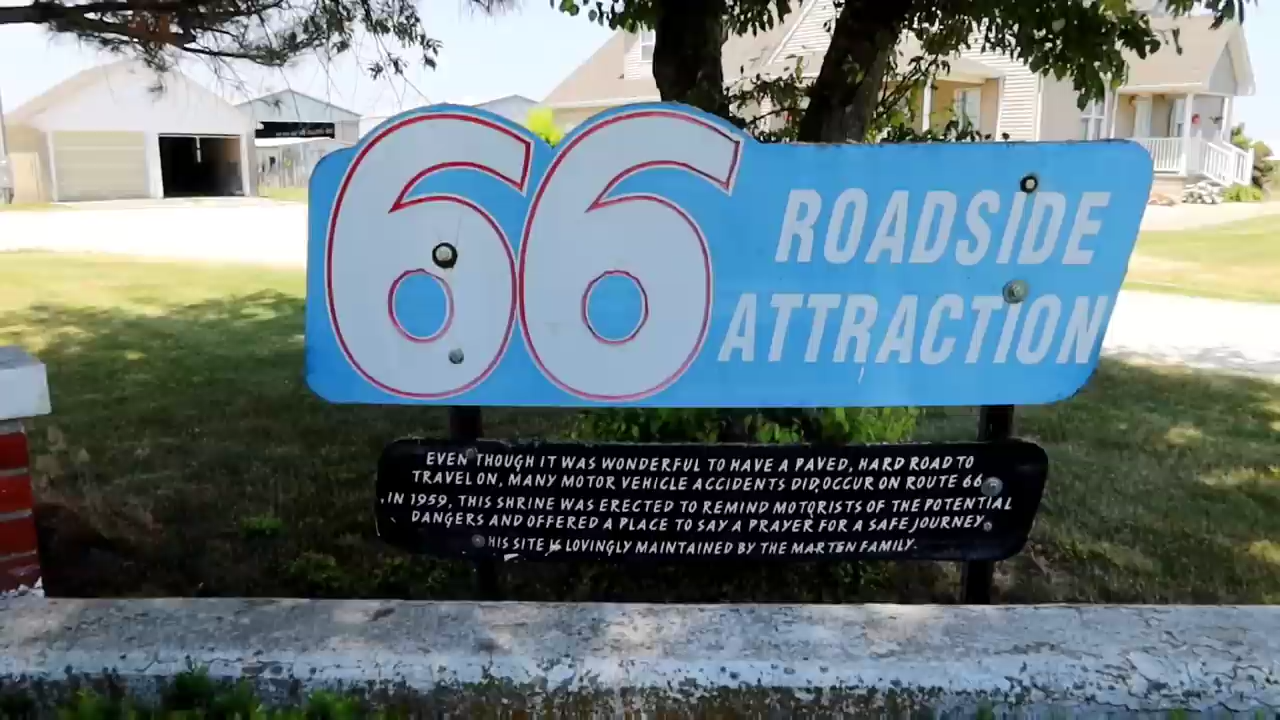 66 ROADSIDE
ATTRACTION
EVEN THOUGH IT WAS WONDERFUL TO HAVE A PAVED, HARD ROAD TO
TRAVEL ON, MANY MOTOR VEHICLE ACCIDENTS DID OCCUR ON ROUTE 66
. IN 1959, THIS SHRINE WAS ERECTED TO REMIND MOTORISTS OF THE POTENTIAL
DANGERS AND OFFERED A PLACE TO SAY A PRAYER FOR A SAFE JOURNEY.
HIS SITE IS LOVINGLY MAINTAINED BY THE MARTEN FAMILY.